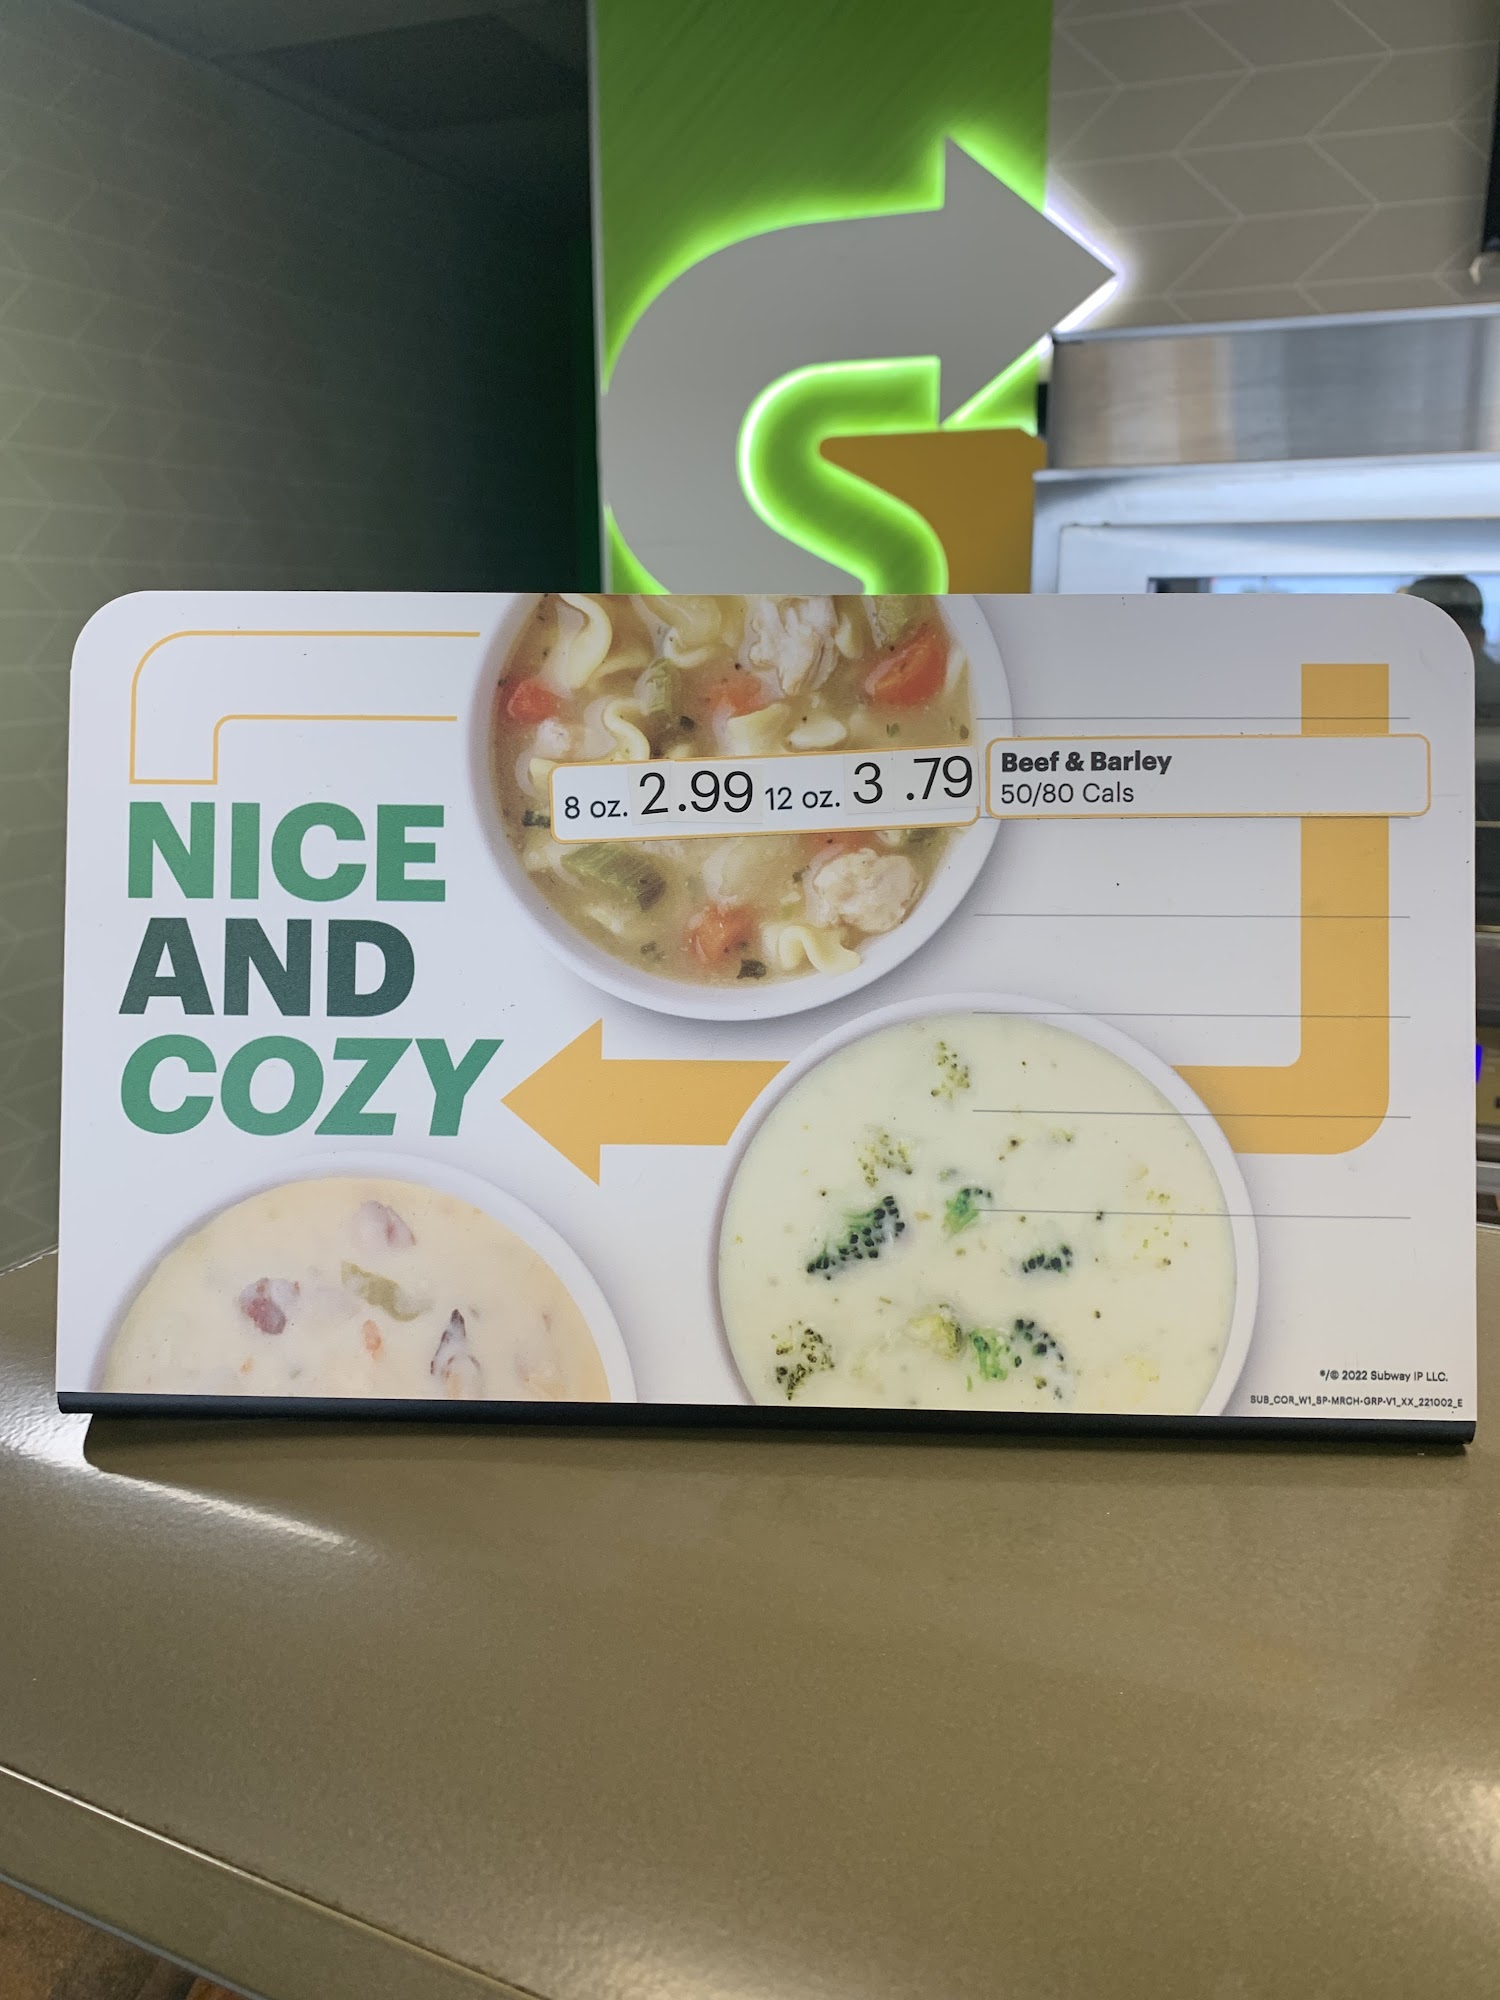 NICE
AND
COZY
8 oz. 2.99 12 oz. 3.79
Beef & Barley
50/80 Cals
®/© 2022 Subway IP LLC.
SUB_COR_W1_BP-MRCH-GRP-V1_XX_221002_E